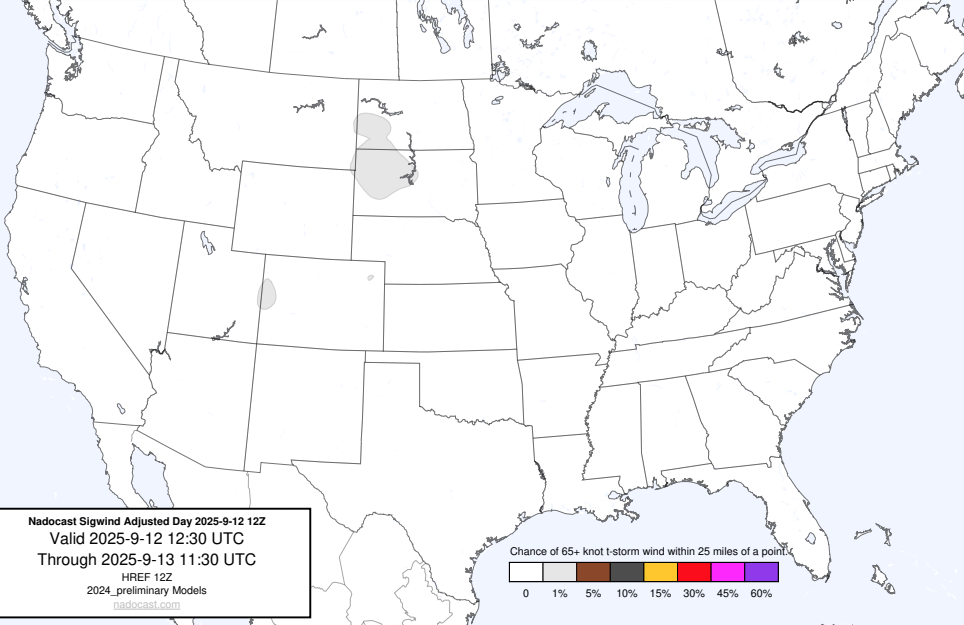 Nadocast Sigwind Adjusted Day 2025-9-12 12Z
Valid 2025-9-12 12:30 UTC
Through 2025-9-13 11:30 UTC
HREF 12Z
2024_preliminary Models
nadocast.com
Chance of 65+ knot t-storm wind within 25 miles of a point.
0 1% 5% 10% 15% 30% 45% 60%